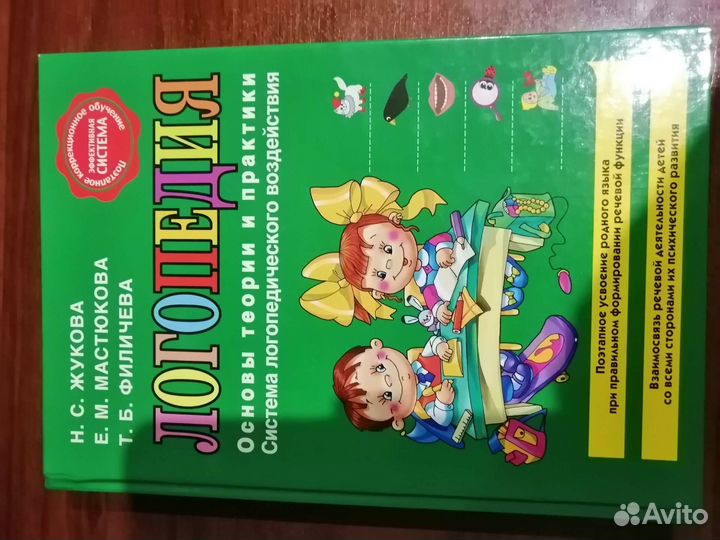 Н. С. ЖУКОВА
Е. М. МАСТЮКОВА
Т. Б. ФИЛИЧЕВА
Поэтапное коррекционное обучение
ЭФФЕКТИВНАЯ
СИСТЕМА
ЛОГОПЕДИЯ
Основы теории и практики
Система логопедического воздействия
Поэтапное усвоение родного языка
при правильном формировании речевой функции
Взаимосвязь речевой деятельности детей
со всеми сторонами их психического развития
Avito